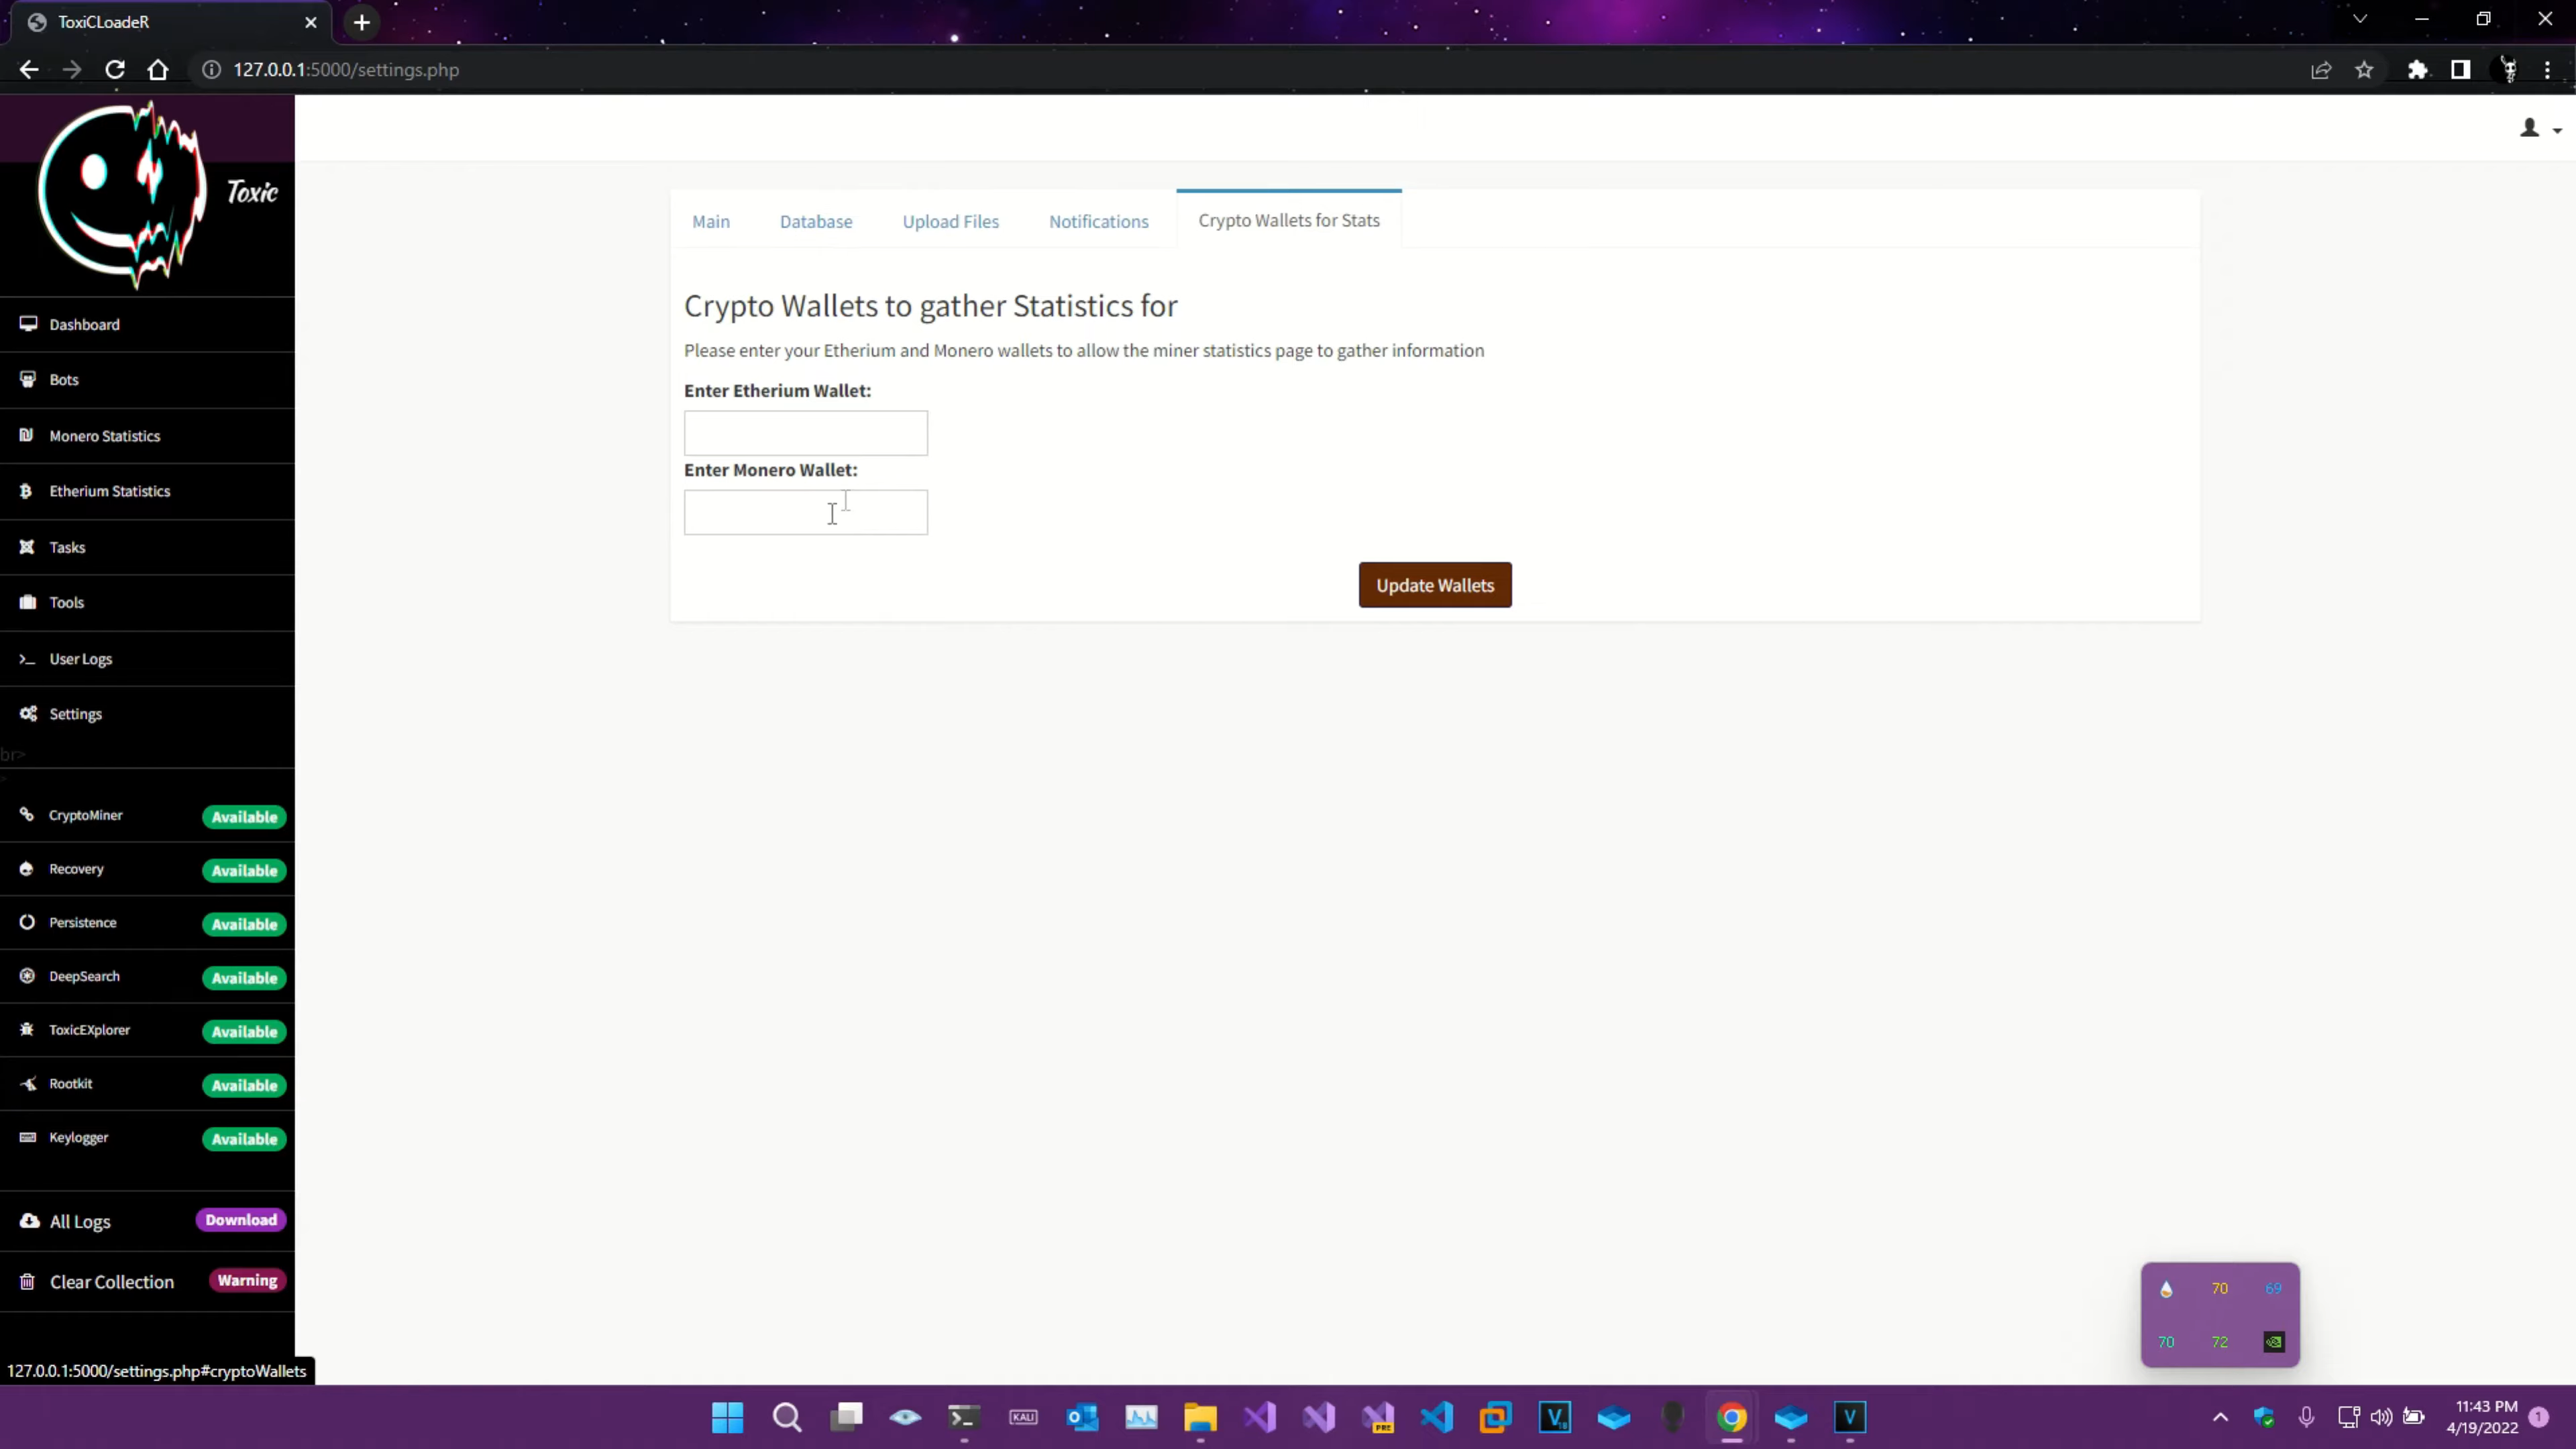 ToxiCLoadeR
127.0.0.1:5000/settings.php
Toxic
Dashboard
Bots
Monero Statistics
Etherium Statistics
Tasks
Tools
User Logs
Settings
br>
>
CryptoMiner Available
Recovery Available
Persistence Available
DeepSearch Available
ToxicEXplorer Available
Rootkit Available
Keylogger Available
All Logs Download
Clear Collection Warning
127.0.0.1:5000/settings.php#cryptoWallets
Main Database Upload Files Notifications Crypto Wallets for Stats
Crypto Wallets to gather Statistics for
Please enter your Etherium and Monero wallets to allow the miner statistics page to gather information
Enter Etherium Wallet:
Enter Monero Wallet:
Update Wallets
70 69
70 72
KALI
PRE
V 18
V
11:43 PM
4/19/2022
1